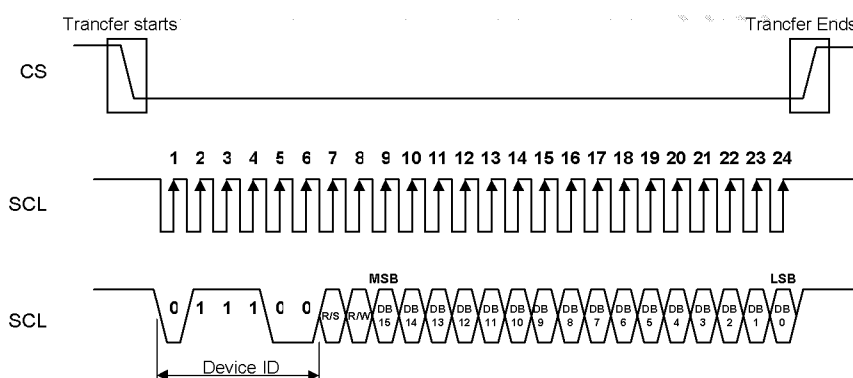 Trancfer starts
Trancfer Ends
CS
1 2 3 4 5 6 7 8 9 10 11 12 13 14 15 16 17 18 19 20 21 22 23 24
SCL
MSB
LSB
SCL
0 1 1 1 0 0 R/S R/W DB 15 DB 14 DB 13 DB 12 DB 11 DB 10 DB 9 DB 8 DB 7 DB 6 DB 5 DB 4 DB 3 DB 2 DB 1 DB 0
Device ID